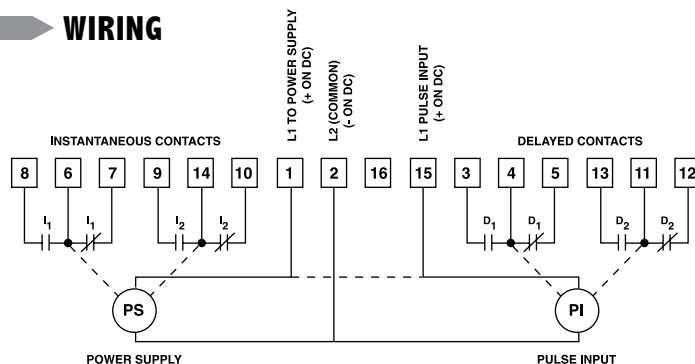 WIRING
L1 TO POWER SUPPLY
(+ ON DC)
L2 (COMMON)
(- ON DC)
L1 PULSE INPUT
(+ ON DC)
INSTANTANEOUS CONTACTS
DELAYED CONTACTS
8 6 7 9 14 10 1 2 16 15 3 4 5 13 11 12
I1 I1 I2 I2 D1 D1 D2 D2
PS PI
POWER SUPPLY
PULSE INPUT